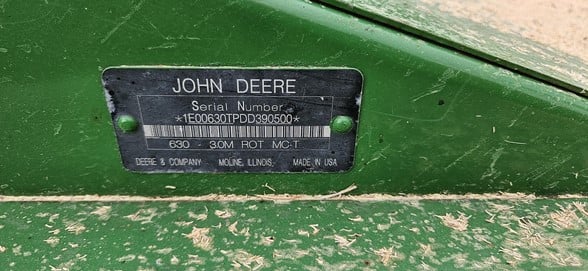 JOHN DEERE
Serial Number
*1E00630TPDD390500*
630 - 3.0M ROT MC-T
DEERE & COMPANY MOLINE, ILLINOIS MADE IN USA